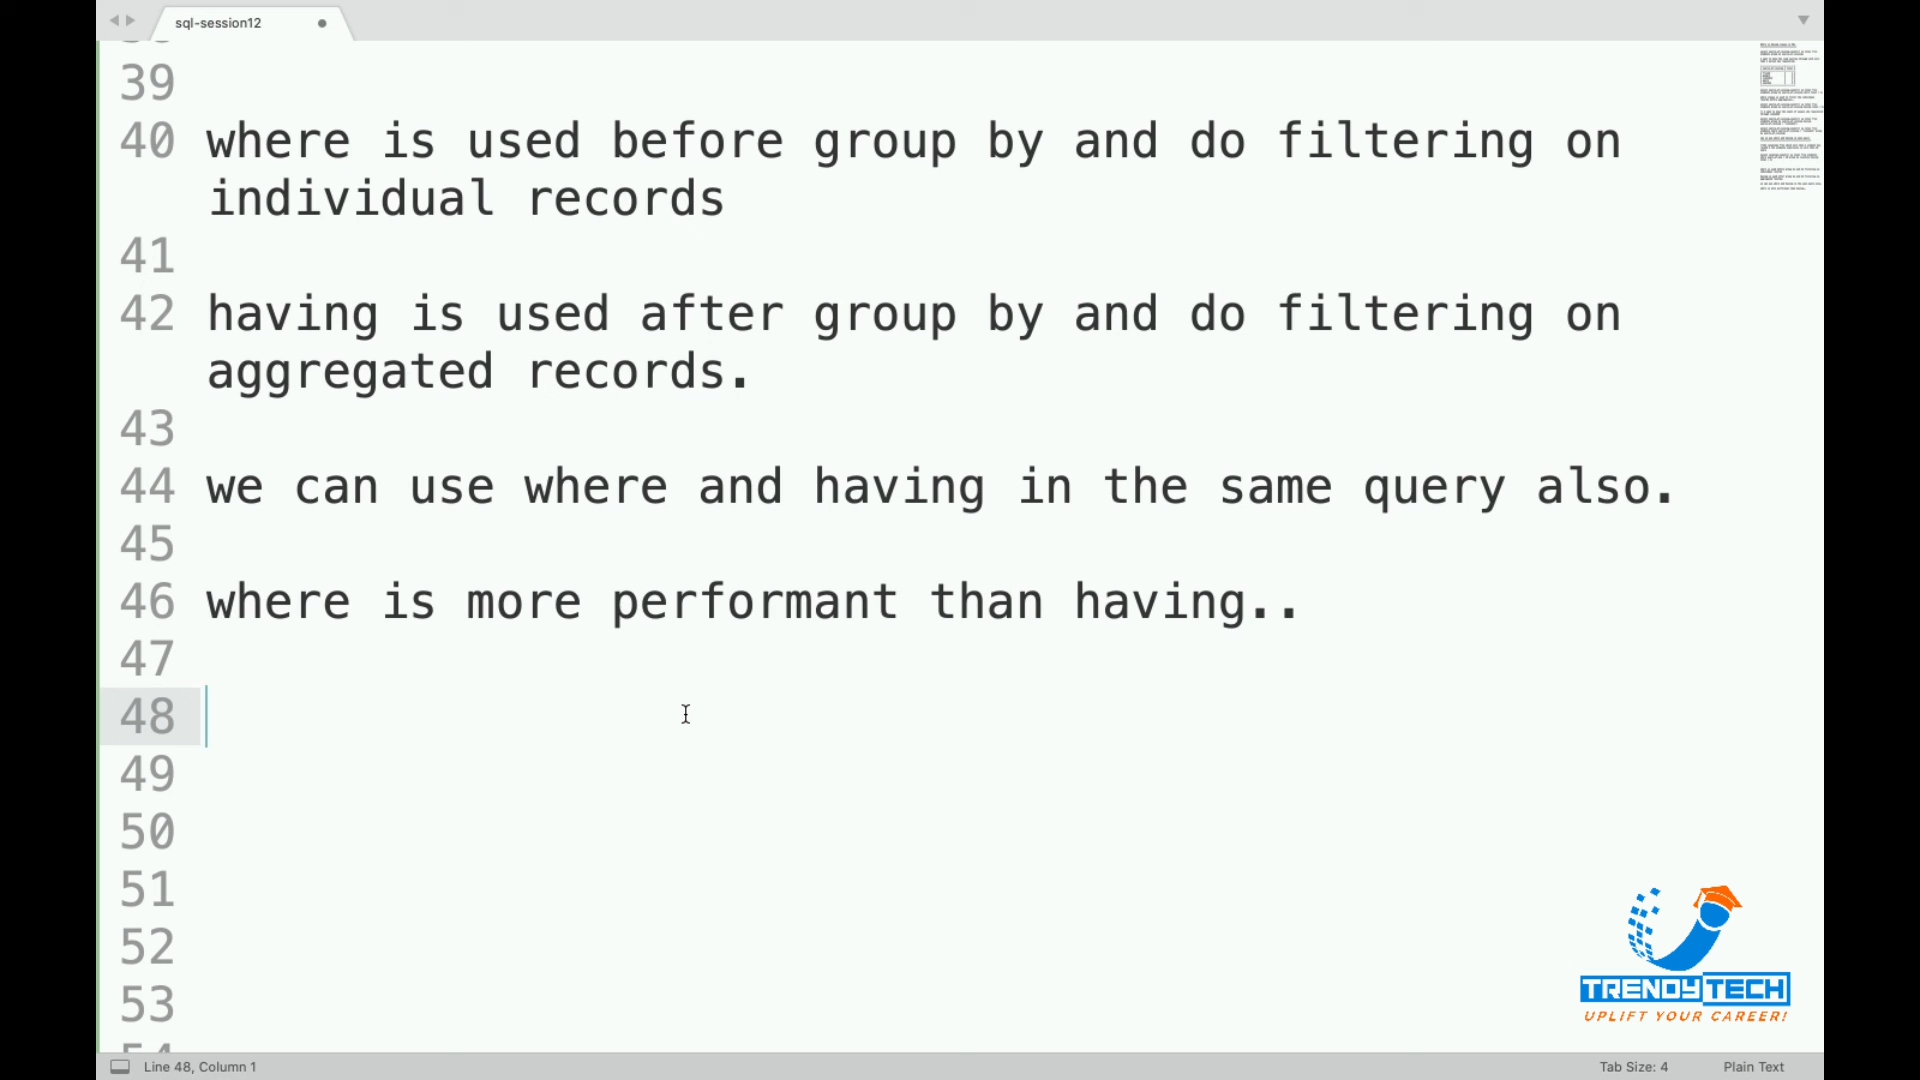 sql-session12
39
40 where is used before group by and do filtering on
individual records
41
42 having is used after group by and do filtering on
aggregated records.
43
44 we can use where and having in the same query also.
45
46 where is more performant than having..
47
48
49
50
51
52
53
TRENDYTECH
UPLIFT YOUR CAREER!
Line 48, Column 1
Tab Size: 4
Plain Text